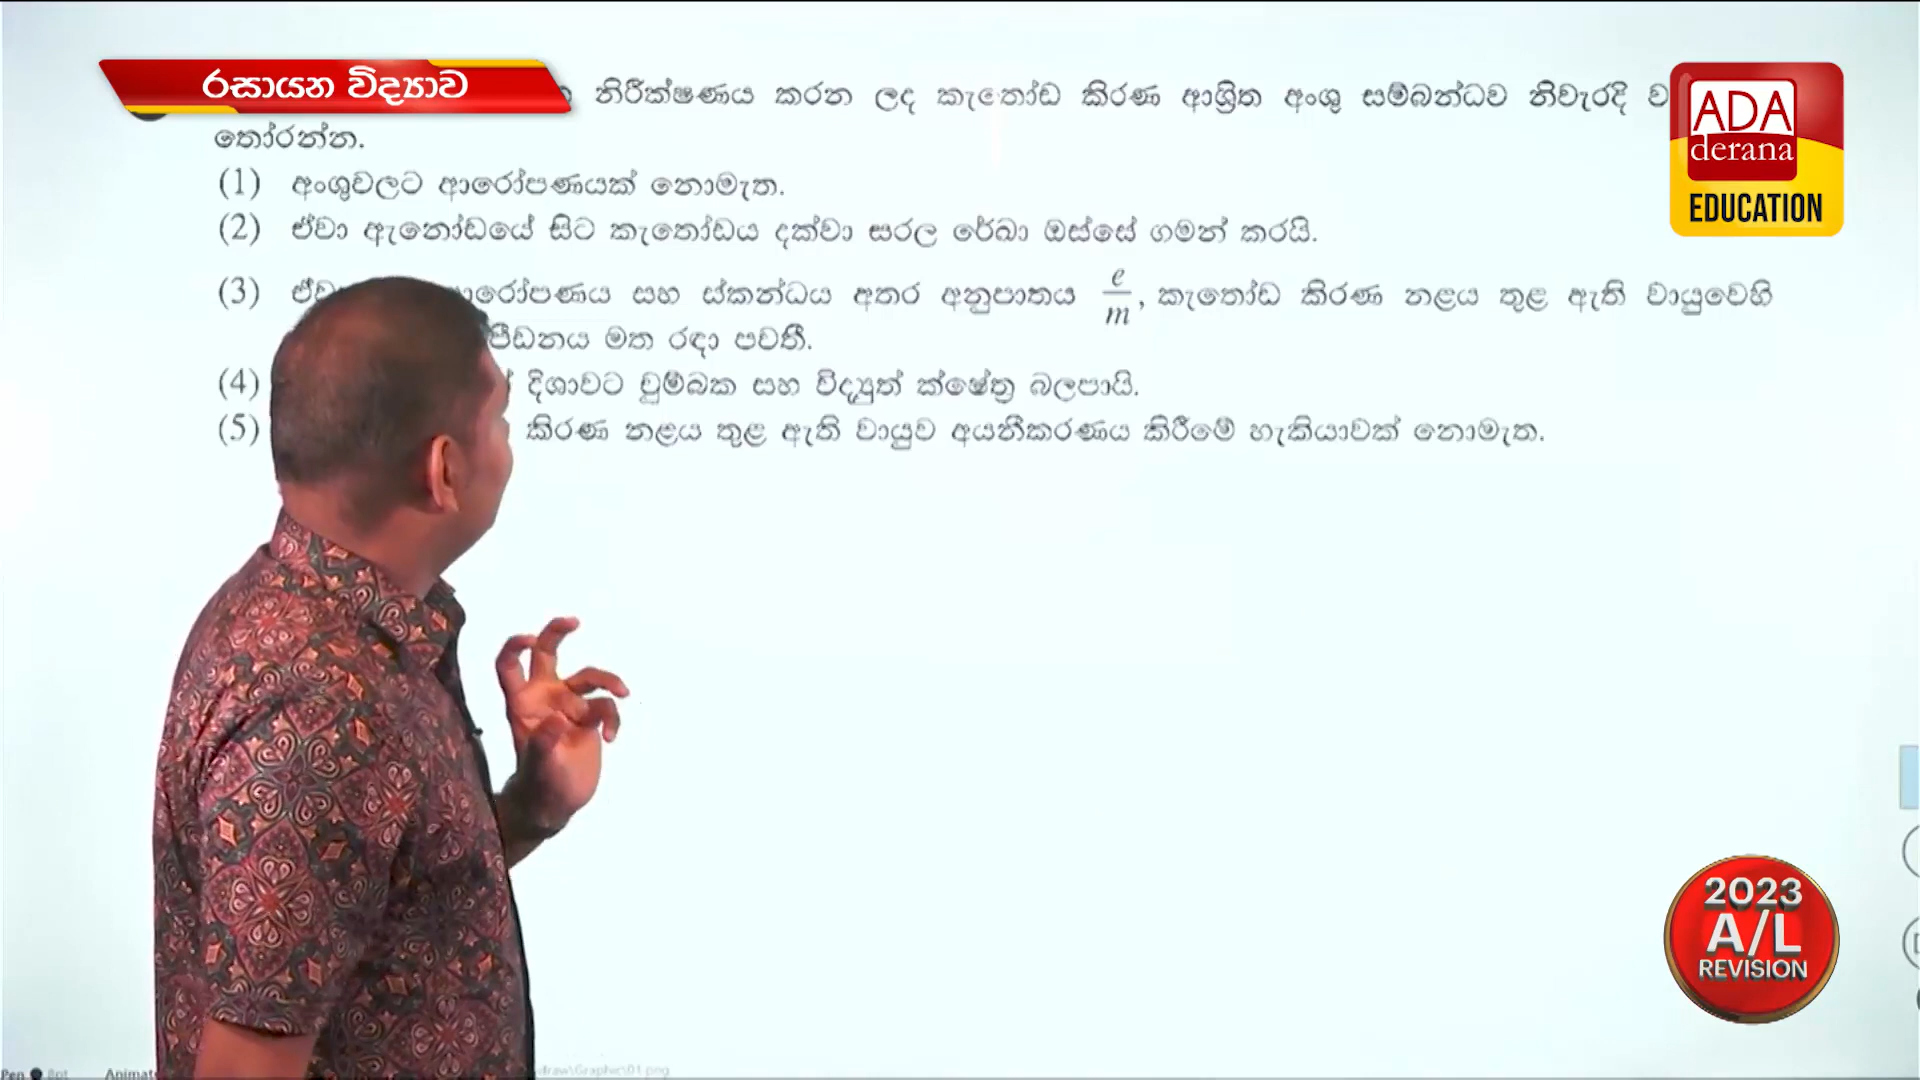 රසායන විද්‍යාව
නිරීක්ෂණය කරන ලද කැතෝඩ කිරණ ආශ්‍රිත අංශු සම්බන්ධව නිවැරදි
තෝරන්න.
(1) අංශුවලට ආරෝපණයක් නොමැත.
(2) ඒවා ඇනෝඩයේ සිට කැතෝඩය දක්වා සරල රේඛා ඔස්සේ ගමන් කරයි.
(3) ආරෝපණය සහ ස්කන්ධය අතර අනුපාතය e/m, කැතෝඩ කිරණ නළය තුළ ඇති වායුවෙහි
පීඩනය මත රඳා පවතී.
(4) දිශාවට චුම්බක සහ විද්‍යුත් ක්ෂේත්‍ර බලපායි.
(5) කිරණ නළය තුළ ඇති වායුව අයනීකරණය කිරීමේ හැකියාවක් නොමැත.
ADA
derana
EDUCATION
2023
A/L
REVISION
Pen 8pt